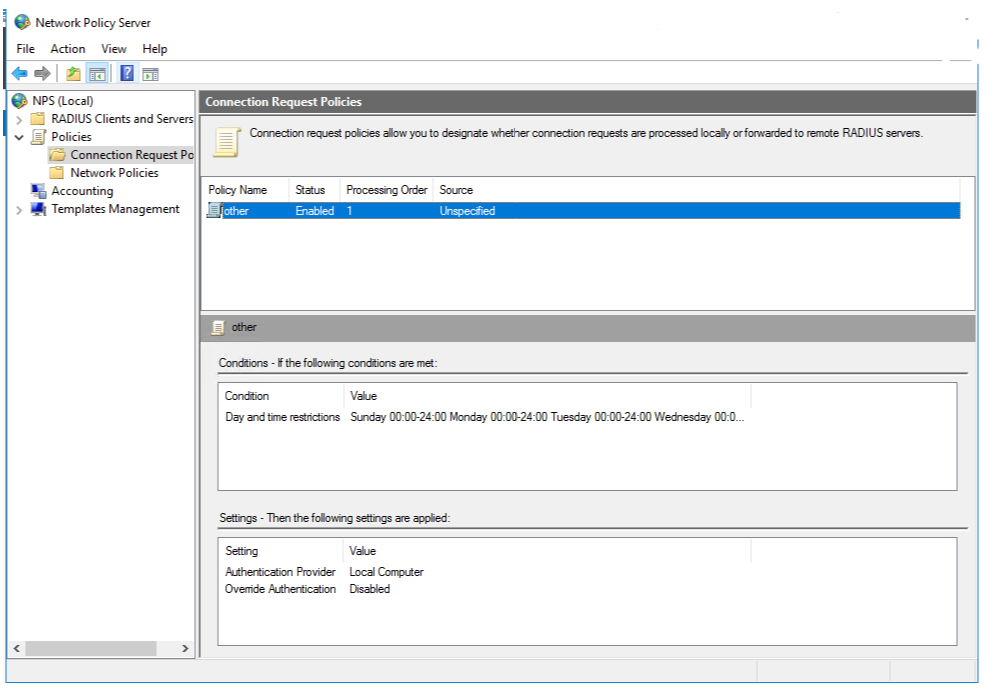 Network Policy Server
File Action View Help
NPS (Local)
RADIUS Clients and Servers
Policies
Connection Request Po
Network Policies
Accounting
Templates Management
Connection Request Policies
Connection request policies allow you to designate whether connection requests are processed locally or forwarded to remote RADIUS servers.
Policy Name Status Processing Order Source
other Enabled 1 Unspecified
other
Conditions - If the following conditions are met:
Condition Value
Day and time restrictions Sunday 00:00-24:00 Monday 00:00-24:00 Tuesday 00:00-24:00 Wednesday 00:0...
Settings - Then the following settings are applied:
Setting Value
Authentication Provider Local Computer
Override Authentication Disabled